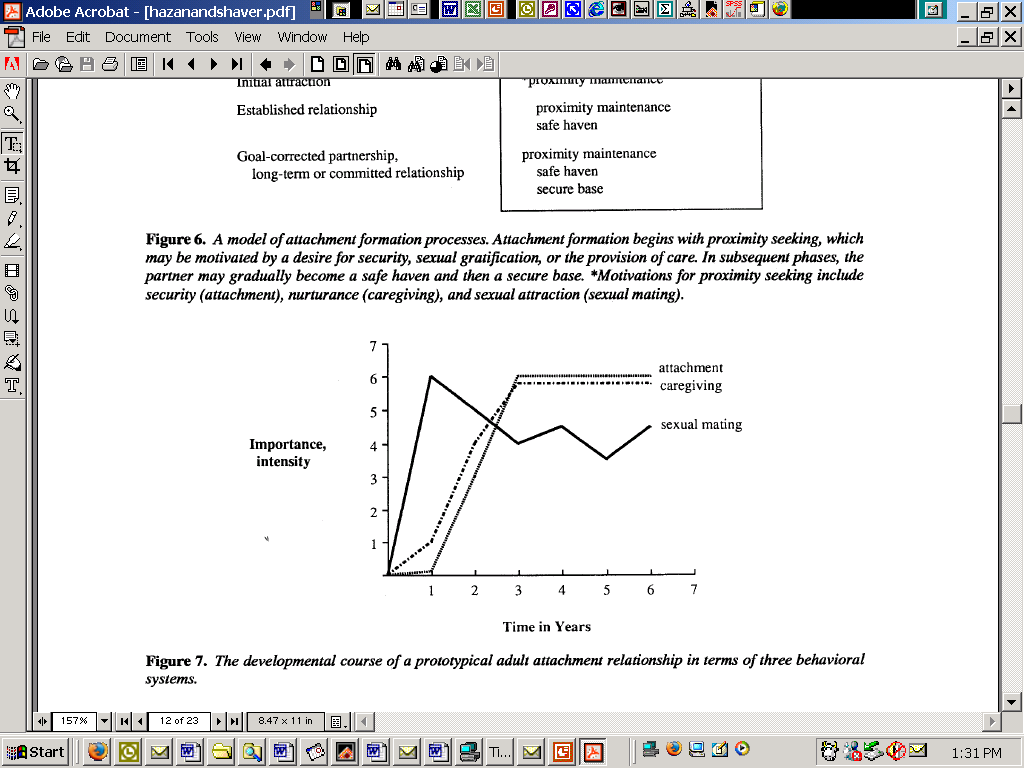 Adobe Acrobat - [hazanandshaver.pdf]
File Edit Document Tools View Window Help
Initial attraction *proximity maintenance
Established relationship proximity maintenance
safe haven
Goal-corrected partnership, proximity maintenance
long-term or committed relationship safe haven
secure base
Figure 6. A model of attachment formation processes. Attachment formation begins with proximity seeking, which
may be motivated by a desire for security, sexual gratification, or the provision of care. In subsequent phases, the
partner may gradually become a safe haven and then a secure base. *Motivations for proximity seeking include
security (attachment), nurturance (caregiving), and sexual attraction (sexual mating).
7
6
5
4
3
2
1
Importance,
intensity
attachment
caregiving
sexual mating
1 2 3 4 5 6 7
Time in Years
Figure 7. The developmental course of a prototypical adult attachment relationship in terms of three behavioral
systems.
157% 12 of 23 8.47 x 11 in
Start Ti... 1:31 PM